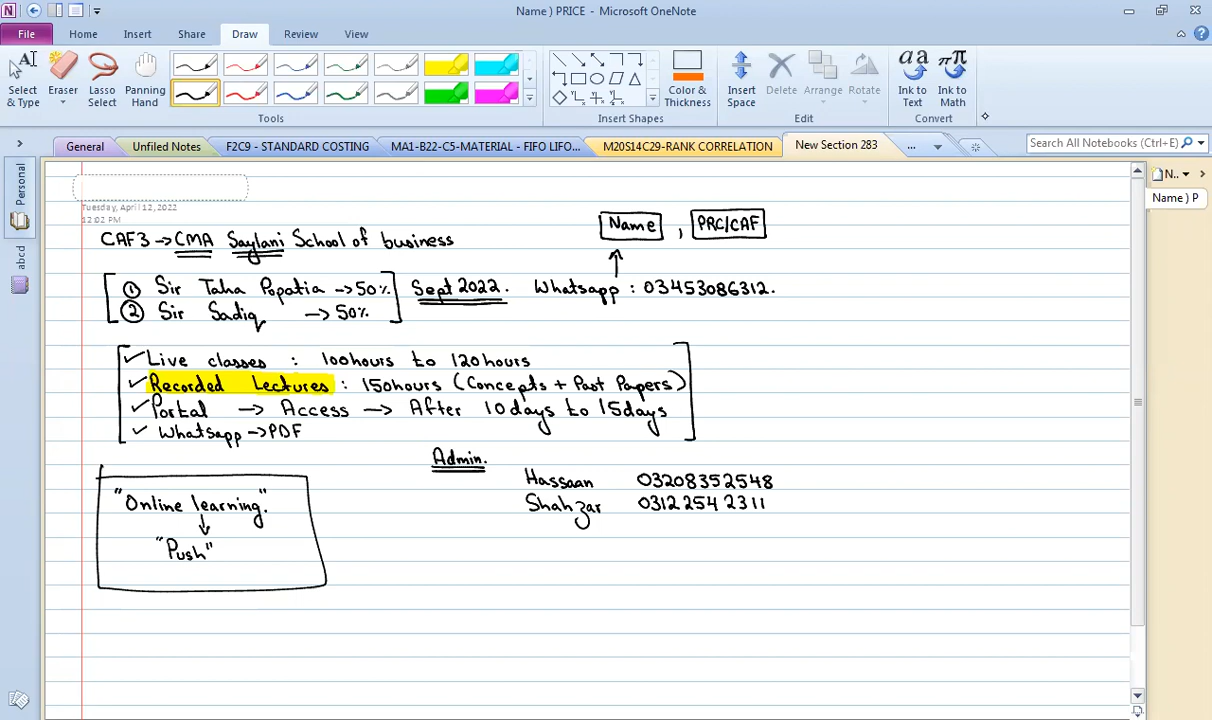 Name ) PRICE - Microsoft OneNote
File Home Insert Share Draw Review View
Select & Type
Eraser
Lasso Select
Panning Hand
Color & Thickness
Insert Space
Delete
Arrange
Rotate
Ink to Text
Ink to Math
Tools
Insert Shapes
Edit
Convert
General
Unfiled Notes
F2C9 - STANDARD COSTING
MA1-B22-C5-MATERIAL - FIFO LIFO...
M20S14C29-RANK CORRELATION
New Section 283
...
Search All Notebooks (Ctrl+E)
Personal
abcd
N..
Name ) P
Tuesday, April 12, 2022
12:02 PM
Name , PRC/CAF
CAF3 → CMA Saylani School of business
① Sir Taha Popatia → 50% Sept 2022. Whatsapp : 03453086312.
② Sir Sadiq → 50%
✓ Live classes : 100hours to 120hours
✓ Recorded Lectures : 150hours (Concepts + Past Papers)
✓ Portal → Access → After 10days to 15days
✓ Whatsapp → PDF
Admin.
Hassaan 03208352548
Shahzar 0312 254 2311
"Online learning."
↓
"Push"